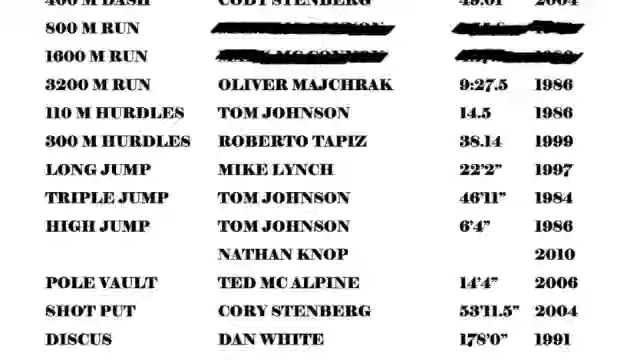 400 M DASH CODY STENBERG 49.01 2004
800 M RUN
1600 M RUN
3200 M RUN OLIVER MAJCHRAK 9:27.5 1986
110 M HURDLES TOM JOHNSON 14.5 1986
300 M HURDLES ROBERTO TAPIZ 38.14 1999
LONG JUMP MIKE LYNCH 22'2" 1997
TRIPLE JUMP TOM JOHNSON 46'11" 1984
HIGH JUMP TOM JOHNSON 6'4" 1986
NATHAN KNOP 2010
POLE VAULT TED MC ALPINE 14'4" 2006
SHOT PUT CORY STENBERG 53'11.5" 2004
DISCUS DAN WHITE 178'0" 1991